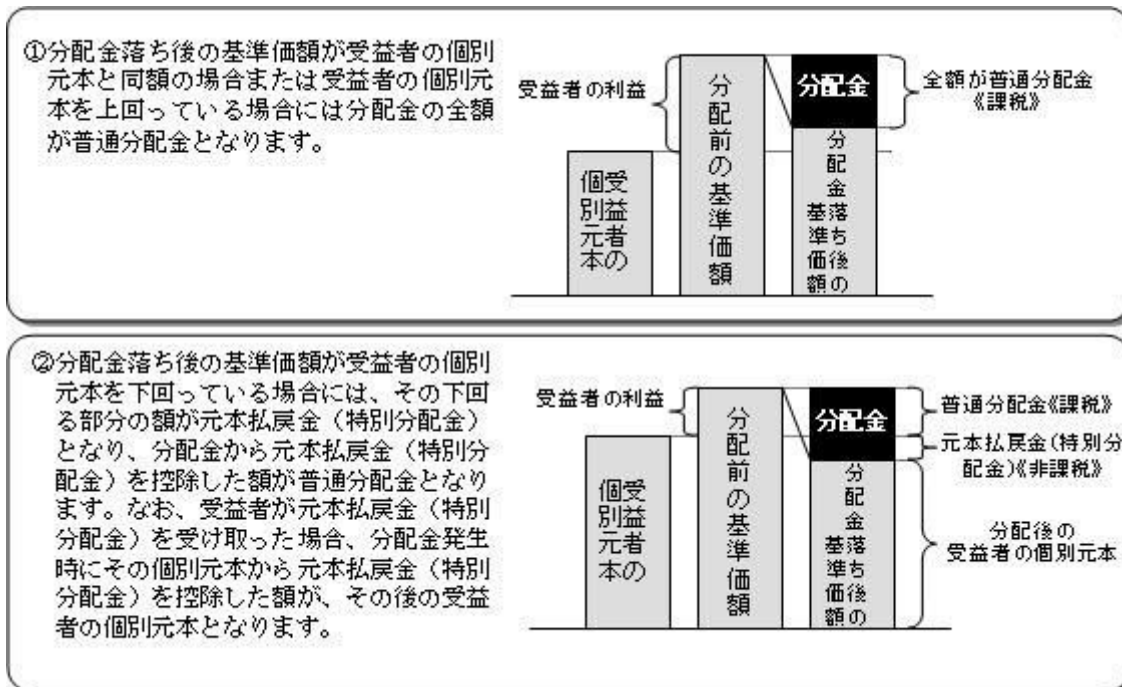 ①分配金落ち後の基準価額が受益者の個別
元本と同額の場合または受益者の個別元
本を上回っている場合には分配金の全額
が普通分配金となります。
受益者の利益
受益者の
個別元本
分配前の基準価額
分配金
分配金落ち後の
基準価額
全額が普通分配金
《課税》
②分配金落ち後の基準価額が受益者の個別
元本を下回っている場合には、その下回
る部分の額が元本払戻金（特別分配金）
となり、分配金から元本払戻金（特別分
配金）を控除した額が普通分配金となり
ます。なお、受益者が元本払戻金（特別
分配金）を受け取った場合、分配金発生
時にその個別元本から元本払戻金（特別
分配金）を控除した額が、その後の受益
者の個別元本となります。
受益者の利益
受益者の
個別元本
分配前の基準価額
分配金
分配金落ち後の
基準価額
普通分配金《課税》
元本払戻金(特別分
配金)《非課税》
分配後の
受益者の個別元本